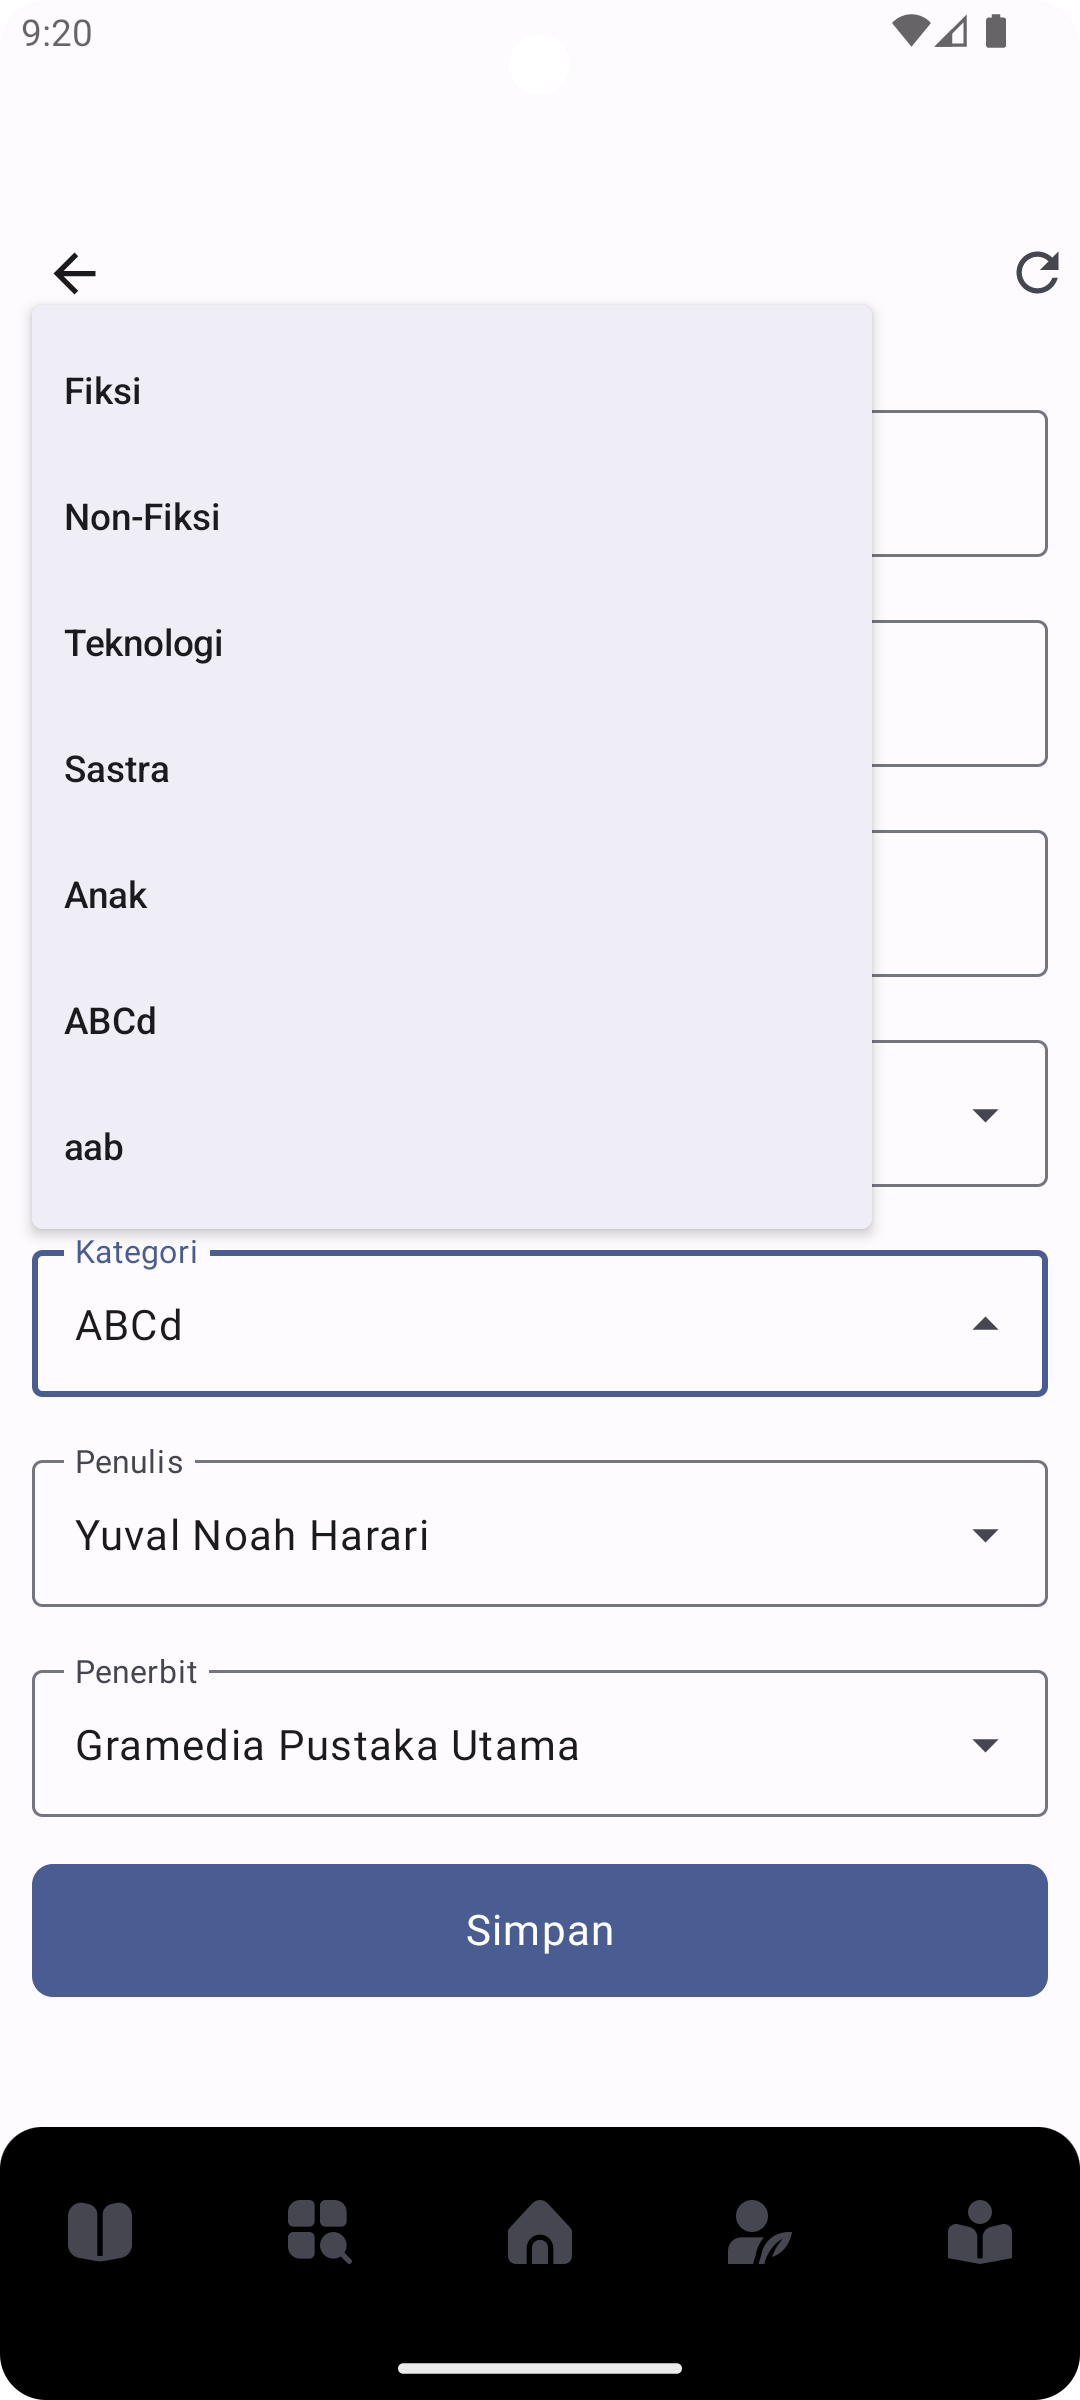 9:20
Fiksi
Non-Fiksi
Teknologi
Sastra
Anak
ABCd
aab
Kategori
ABCd
Penulis
Yuval Noah Harari
Penerbit
Gramedia Pustaka Utama
Simpan